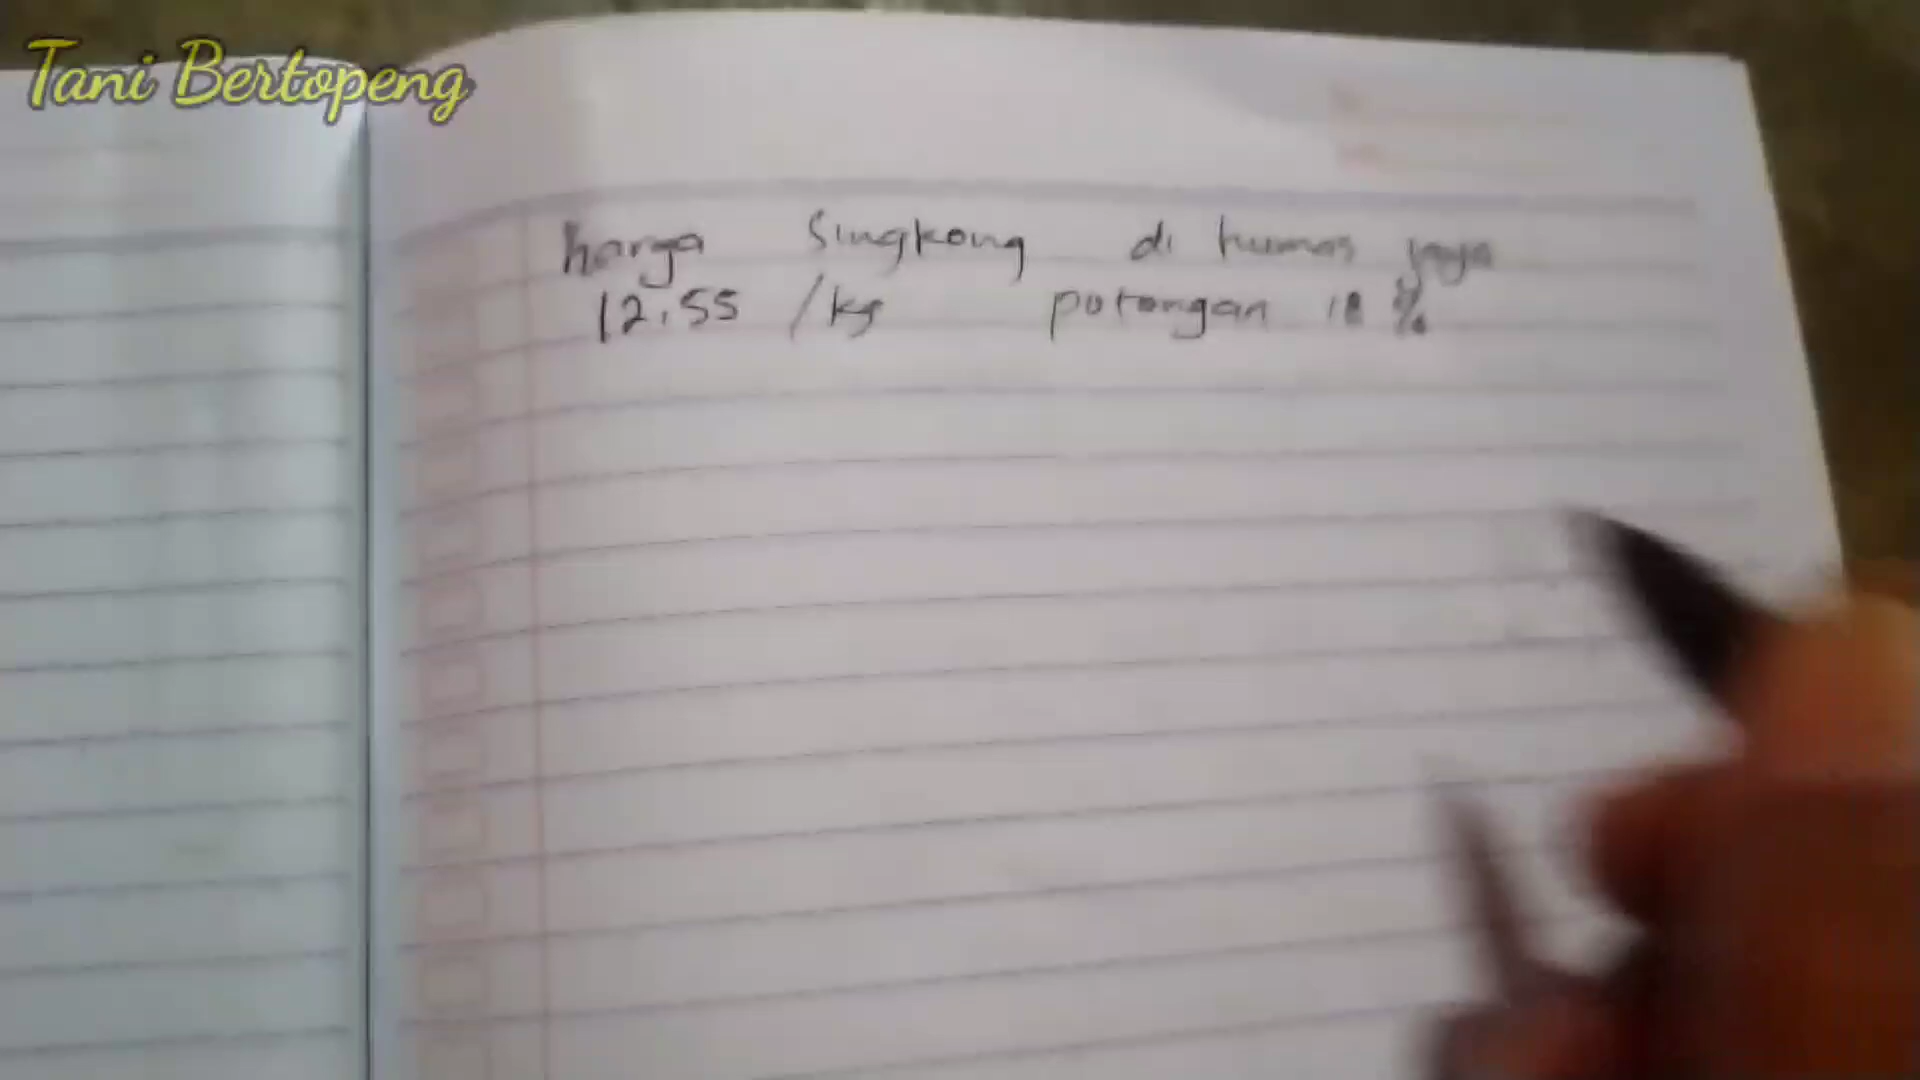 Tani Bertopeng
harga Singkong di humas jaya
12.55 /kg potongan 18 %